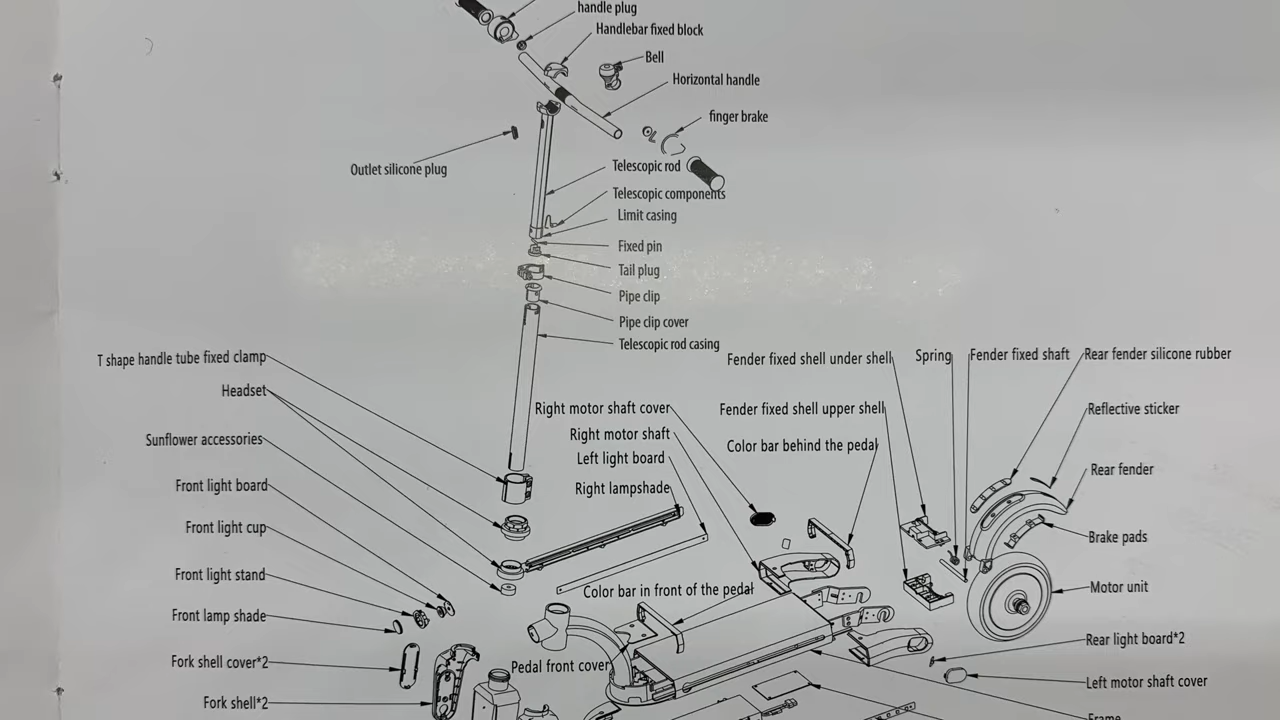 handle plug
Handlebar fixed block
Bell
Horizontal handle
finger brake
Outlet silicone plug
Telescopic rod
Telescopic components
Limit casing
Fixed pin
Tail plug
Pipe clip
Pipe clip cover
Telescopic rod casing
T shape handle tube fixed clamp
Headset
Sunflower accessories
Front light board
Front light cup
Front light stand
Front lamp shade
Fork shell cover*2
Fork shell*2
Right motor shaft cover
Right motor shaft
Left light board
Right lampshade
Fender fixed shell under shell
Fender fixed shell upper shell
Color bar behind the pedal
Spring
Fender fixed shaft
Rear fender silicone rubber
Reflective sticker
Rear fender
Brake pads
Motor unit
Rear light board*2
Left motor shaft cover
Color bar in front of the pedal
Pedal front cover
Frame